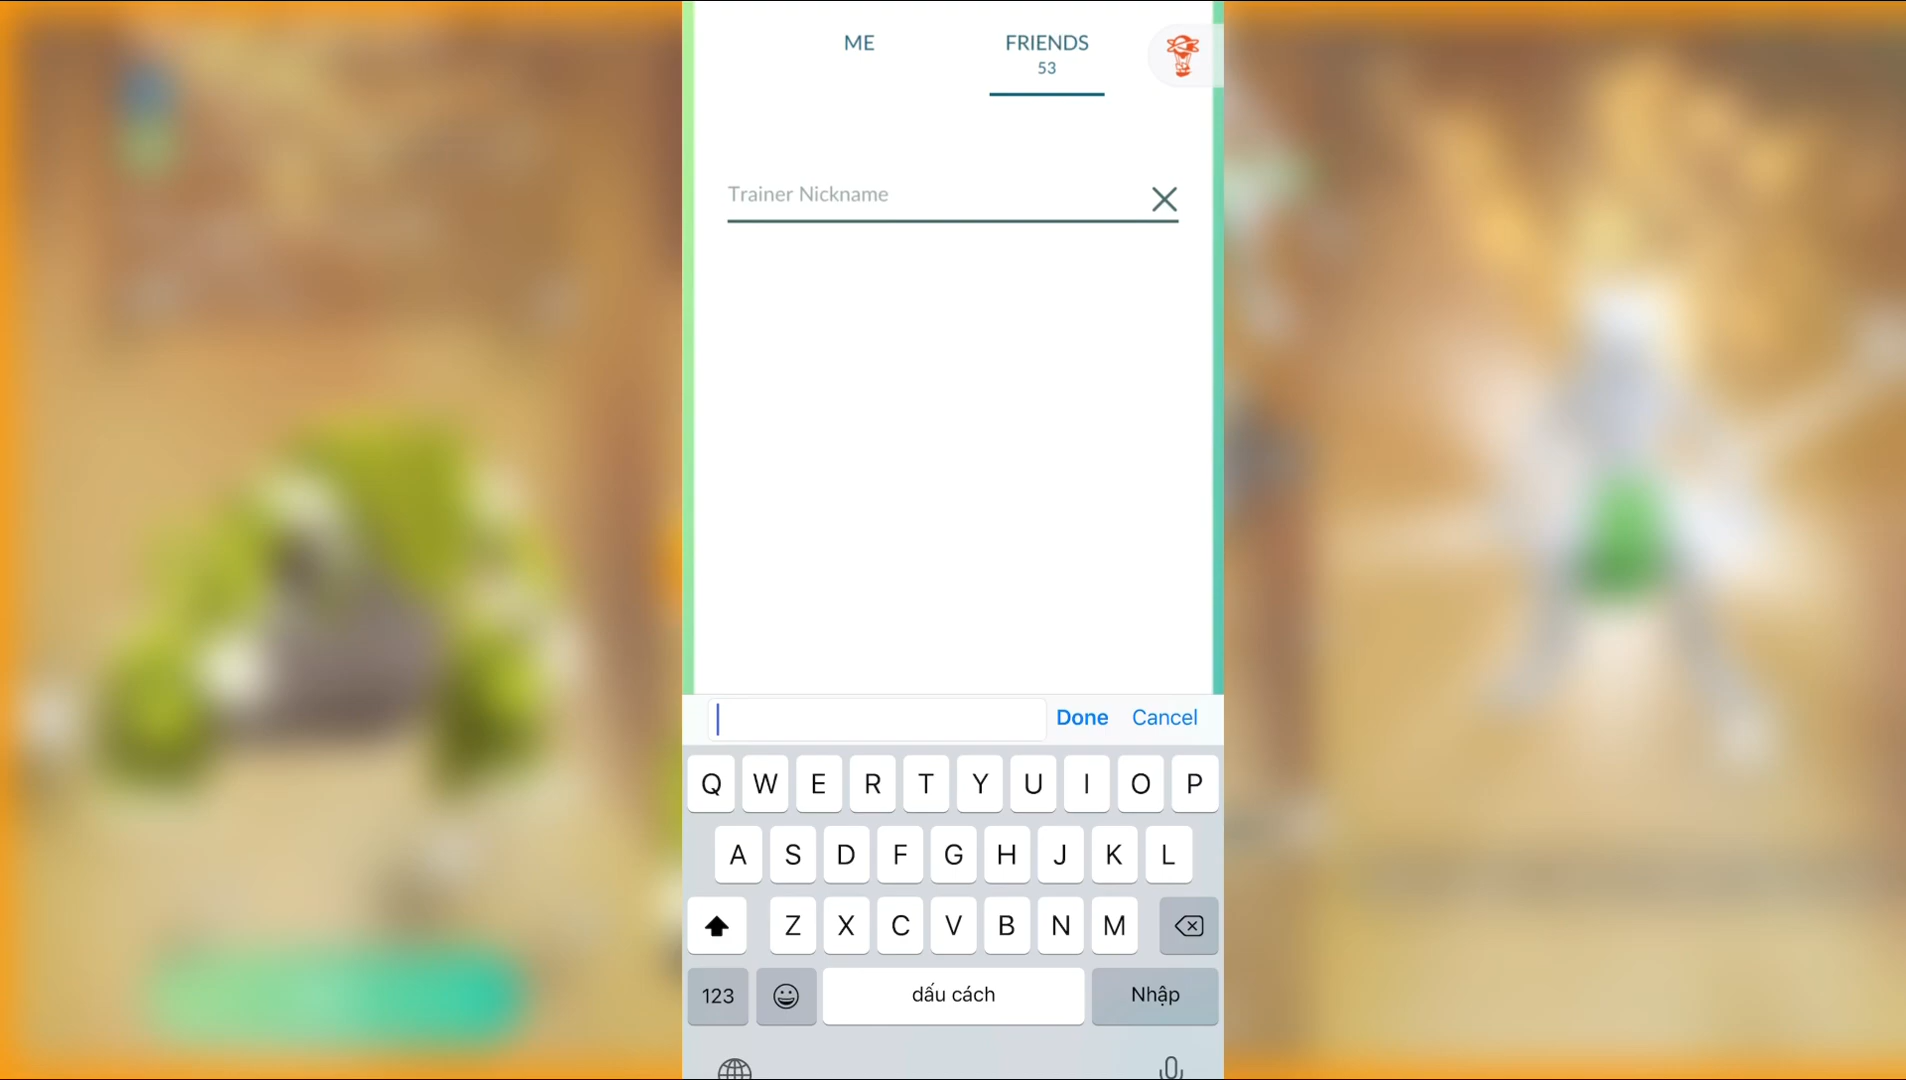 ME
FRIENDS
53
Trainer Nickname
Done
Cancel
Q W E R T Y U I O P
A S D F G H J K L
Z X C V B N M
123
dấu cách
Nhập